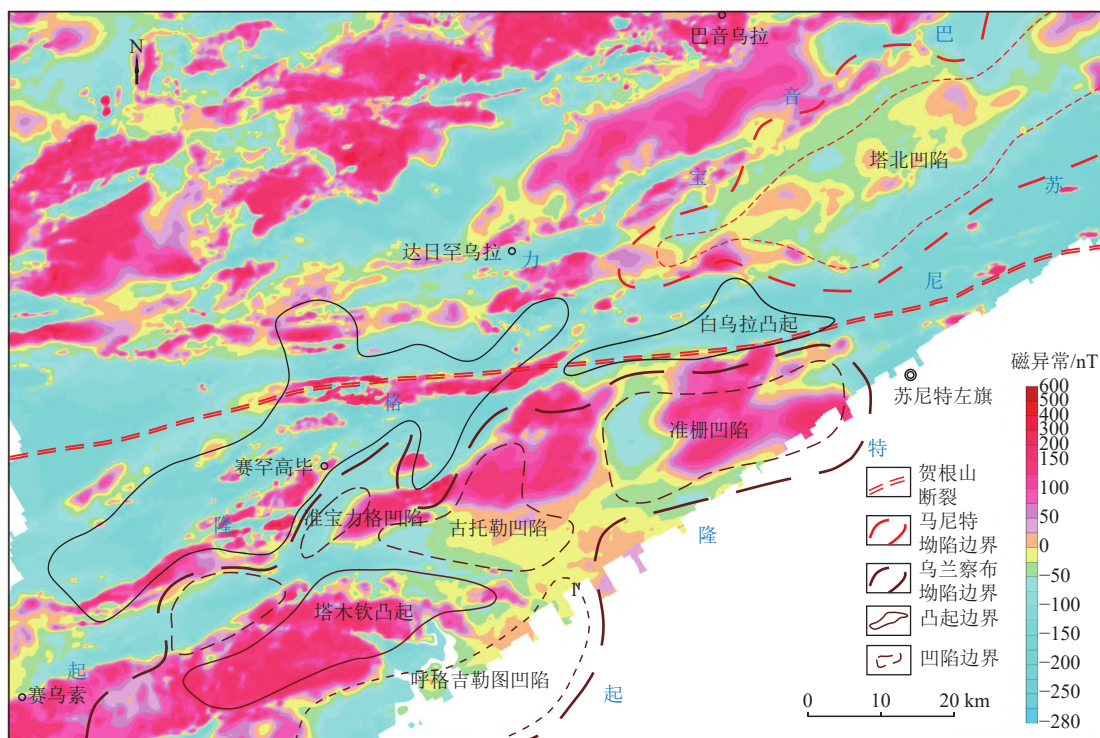 N
巴音乌拉
巴
音
宝
力
格
隆
起
塔北凹陷
苏
尼
特
隆
起
达日罕乌拉
白乌拉凸起
苏尼特左旗
准栅凹陷
赛罕高毕
准宝力格凹陷
古托勒凹陷
塔木钦凸起
呼格吉勒图凹陷
赛乌素
磁异常/nT
600
500
400
300
200
150
100
50
0
−50
−100
−150
−200
−250
−280
贺根山
断裂
马尼特
坳陷边界
乌兰察布
坳陷边界
凸起边界
凹陷边界
0 10 20 km